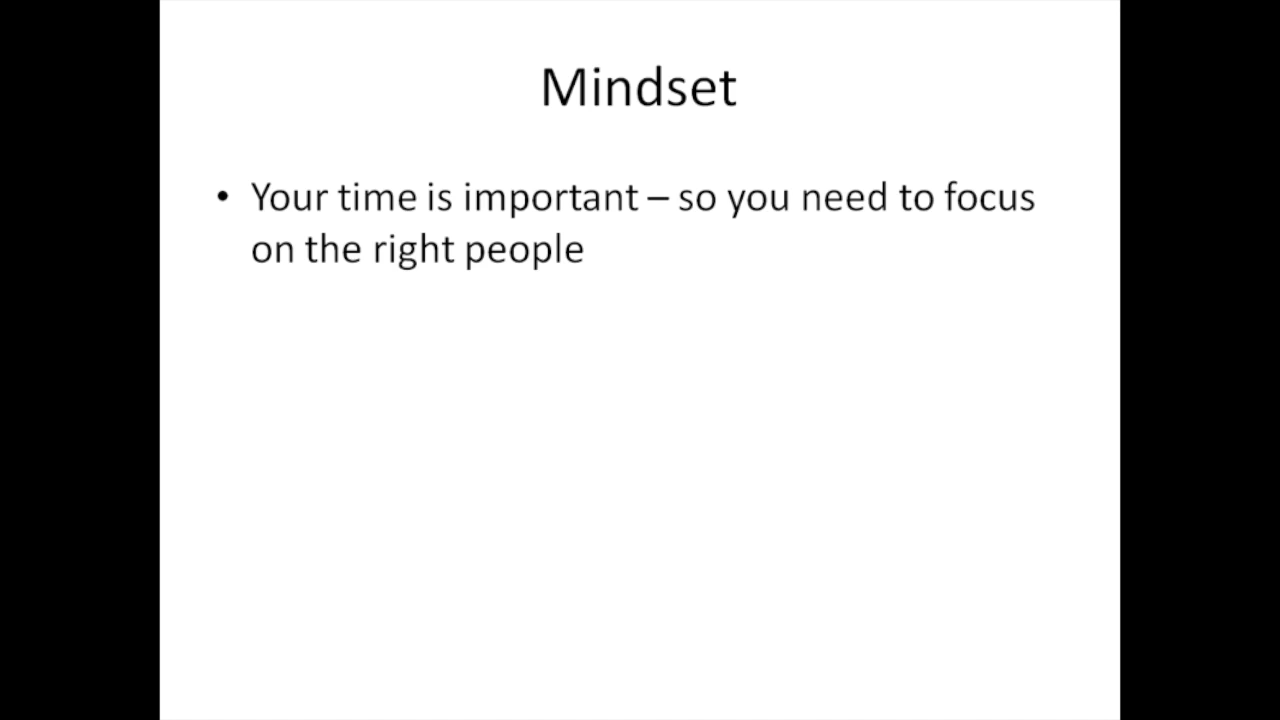 Mindset
• Your time is important – so you need to focus
on the right people